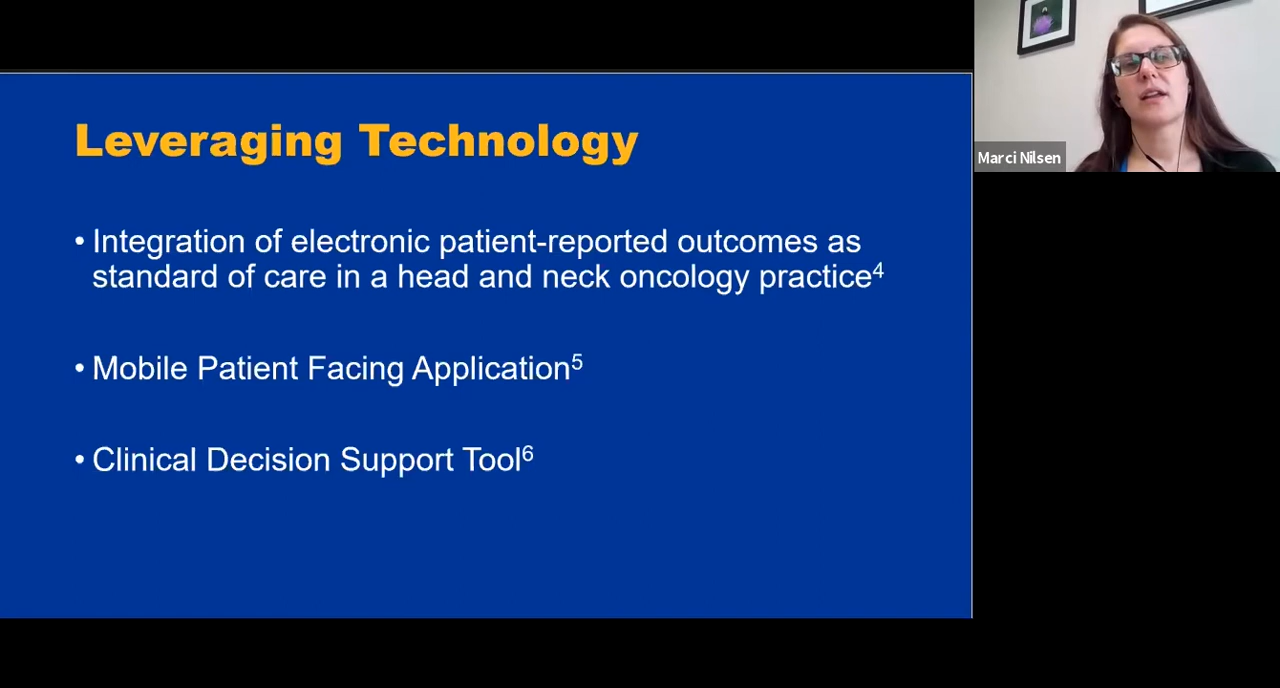 Leveraging Technology
• Integration of electronic patient-reported outcomes as
standard of care in a head and neck oncology practice⁴
• Mobile Patient Facing Application⁵
• Clinical Decision Support Tool⁶
Marci Nilsen